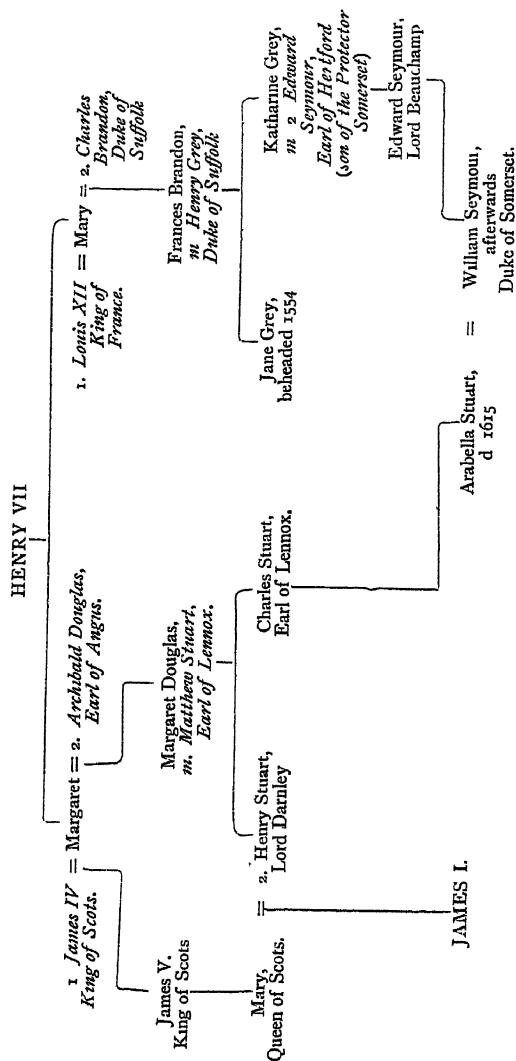 HENRY VII
1 James IV
King of Scots.
= Margaret = 2. Archibald Douglas,
Earl of Angus.
1. Louis XII
King of
France.
= Mary = 2. Charles
Brandon,
Duke of
Suffolk
James V.
King of Scots
Margaret Douglas,
m. Matthew Stuart,
Earl of Lennox.
Frances Brandon,
m Henry Grey,
Duke of Suffolk
Mary,
Queen of Scots.
=
2. Henry Stuart,
Lord Darnley
Charles Stuart,
Earl of Lennox.
Jane Grey,
beheaded 1554
Katharine Grey,
m 2 Edward
Seymour,
Earl of Hertford
(son of the Protector
Somerset)
Edward Seymour,
Lord Beauchamp
JAMES I.
Arabella Stuart,
d 1615
=
William Seymour,
afterwards
Duke of Somerset.